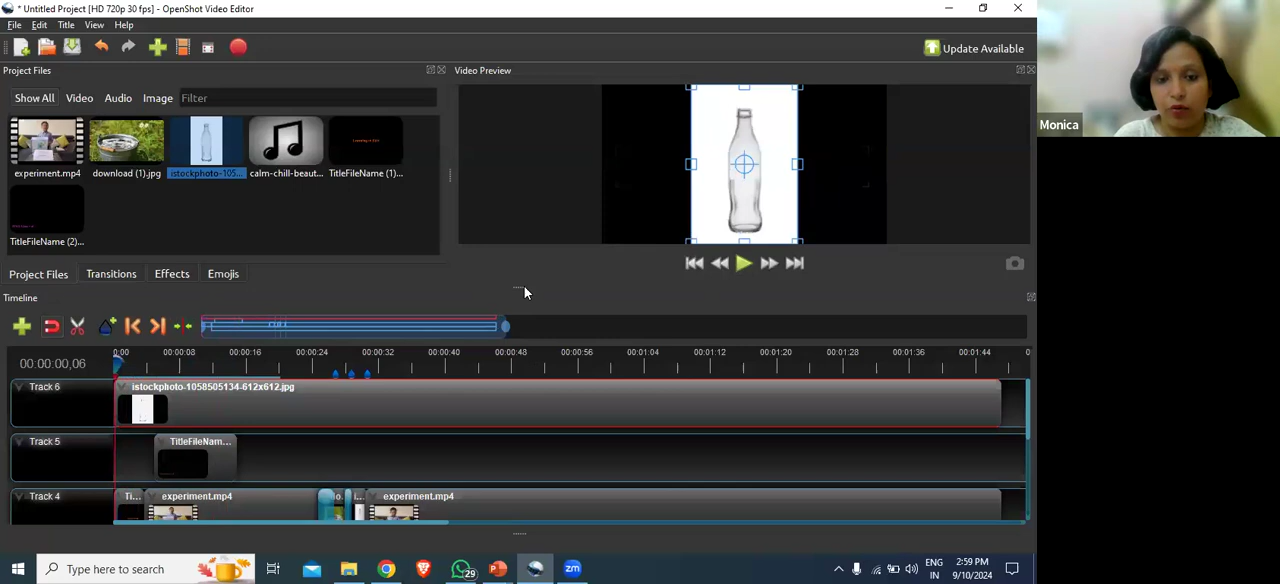 * Untitled Project [HD 720p 30 fps] - OpenShot Video Editor
File Edit Title View Help
Update Available
Project Files
Video Preview
Show All Video Audio Image Filter
experiment.mp4 download (1).jpg istockphoto-105... calm-chill-beaut... TitleFileName (1)...
TitleFileName (2)...
Monica
Project Files Transitions Effects Emojis
Timeline
00:00:00,06
0:00 00:00:08 00:00:16 00:00:24 00:00:32 00:00:40 00:00:48 00:00:56 00:01:04 00:01:12 00:01:20 00:01:28 00:01:36 00:01:44 0
Track 6 istockphoto-1058505134-612x612.jpg
Track 5 TitleFileNam...
Track 4 Ti... experiment.mp4 i... experiment.mp4
Type here to search
29
zm
ENG
IN
2:59 PM
9/10/2024